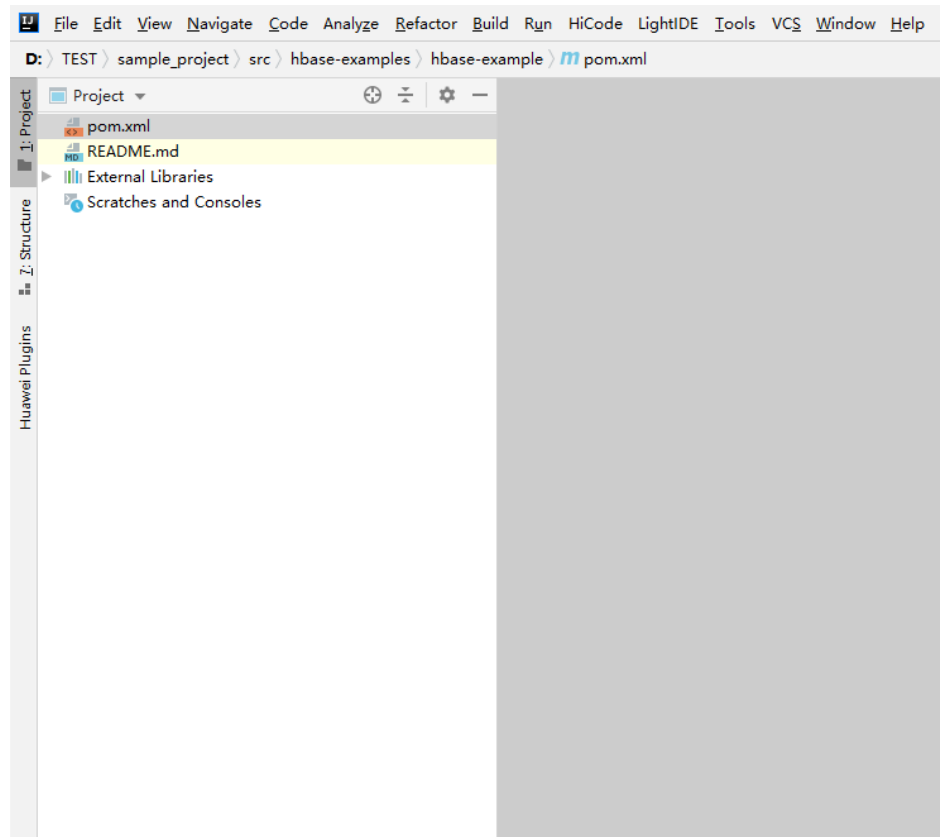 IJ File Edit View Navigate Code Analyze Refactor Build Run HiCode LightIDE Tools VCS Window Help
D: TEST sample_project src hbase-examples hbase-example m pom.xml
1: Project
7: Structure
Huawei Plugins
Project
<> pom.xml
MD README.md
External Libraries
Scratches and Consoles